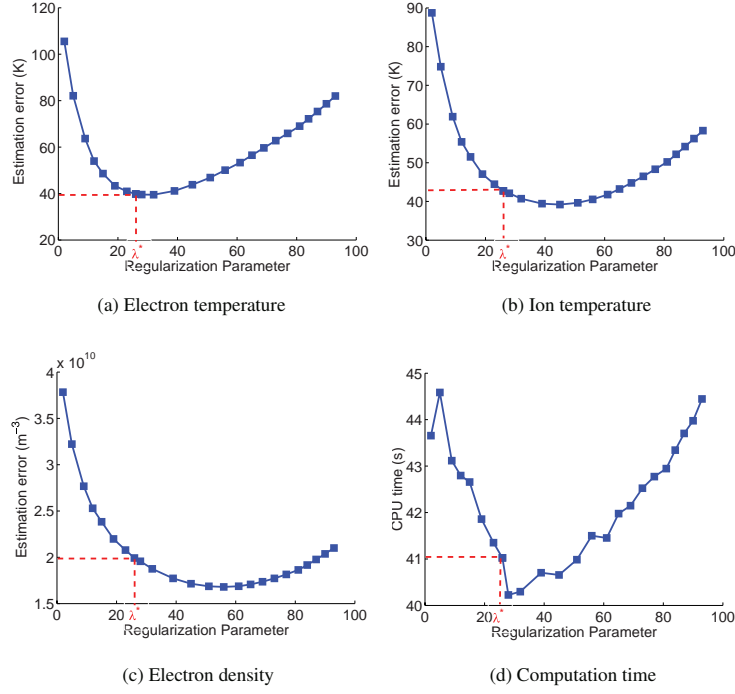 120
100
80
60
40
20
0 20 40 60 80 100
Estimation error (K)
λ*
Regularization Parameter
(a) Electron temperature
90
80
70
60
50
40
30
0 20 40 60 80 100
Estimation error (K)
λ*
Regularization Parameter
(b) Ion temperature
x 10^10
4
3.5
3
2.5
2
1.5
0 20 40 60 80 100
Estimation error (m^-3)
λ*
Regularization Parameter
(c) Electron density
45
44
43
42
41
40
0 20 40 60 80 100
CPU time (s)
λ*
Regularization Parameter
(d) Computation time